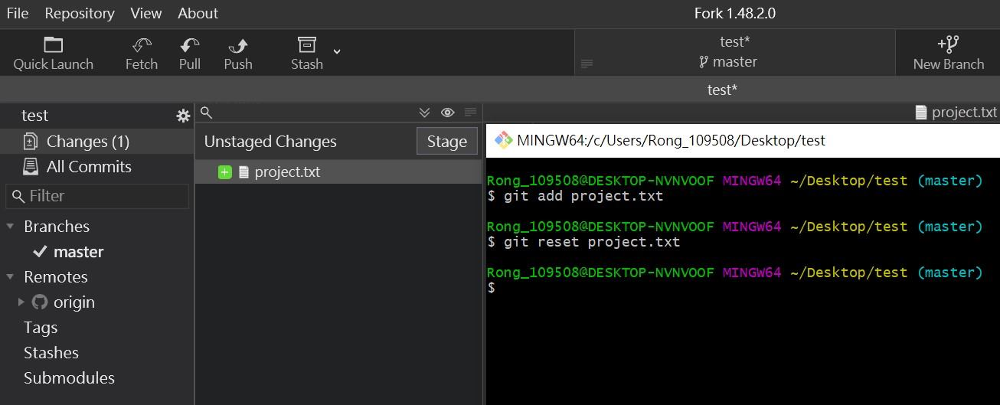 File Repository View About Fork 1.48.2.0
Quick Launch Fetch Pull Push Stash
test*
master
New Branch
test*
test
Changes (1)
All Commits
Filter
Branches
master
Remotes
origin
Tags
Stashes
Submodules
Unstaged Changes Stage
project.txt
project.txt
MINGW64:/c/Users/Rong_109508/Desktop/test
Rong_109508@DESKTOP-NVNVOOF MINGW64 ~/Desktop/test (master)
$ git add project.txt
Rong_109508@DESKTOP-NVNVOOF MINGW64 ~/Desktop/test (master)
$ git reset project.txt
Rong_109508@DESKTOP-NVNVOOF MINGW64 ~/Desktop/test (master)
$